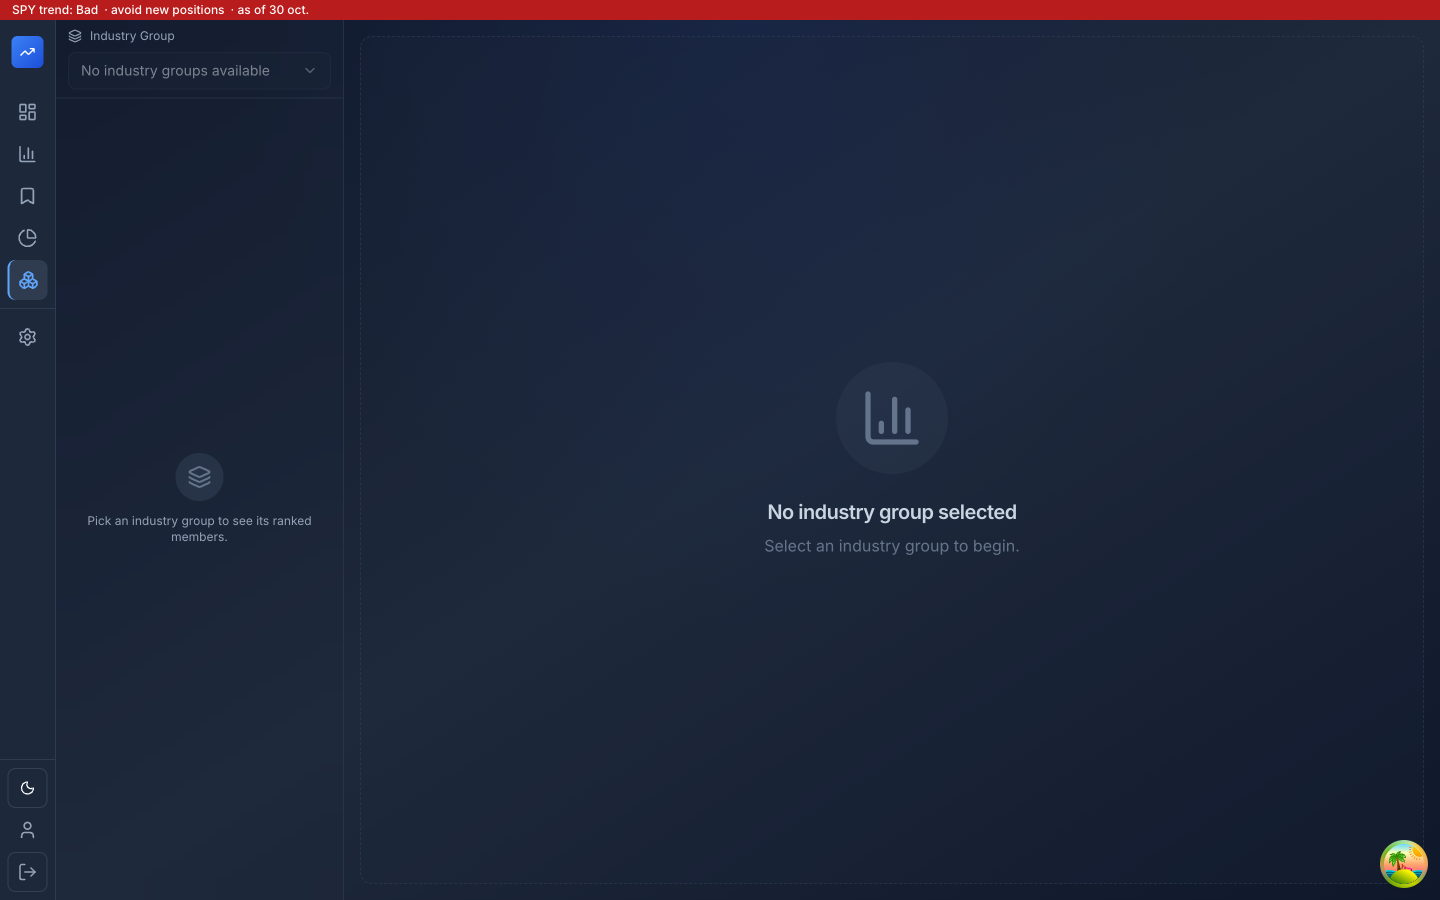 SPY trend: Bad · avoid new positions · as of 30 oct.
Industry Group
No industry groups available
Pick an industry group to see its ranked
members.
No industry group selected
Select an industry group to begin.